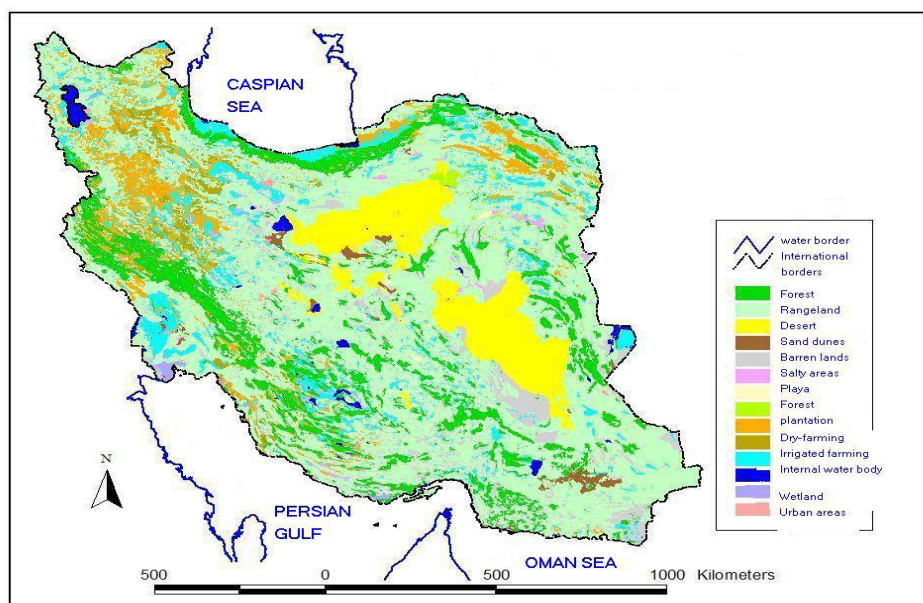 CASPIAN
SEA
water border
International
borders
Forest
Rangeland
Desert
Sand dunes
Barren lands
Salty areas
Playa
Forest
plantation
Dry-farming
Irrigated farming
Internal water body
Wetland
Urban areas
N
PERSIAN
GULF
OMAN SEA
500 0 500 1000 Kilometers